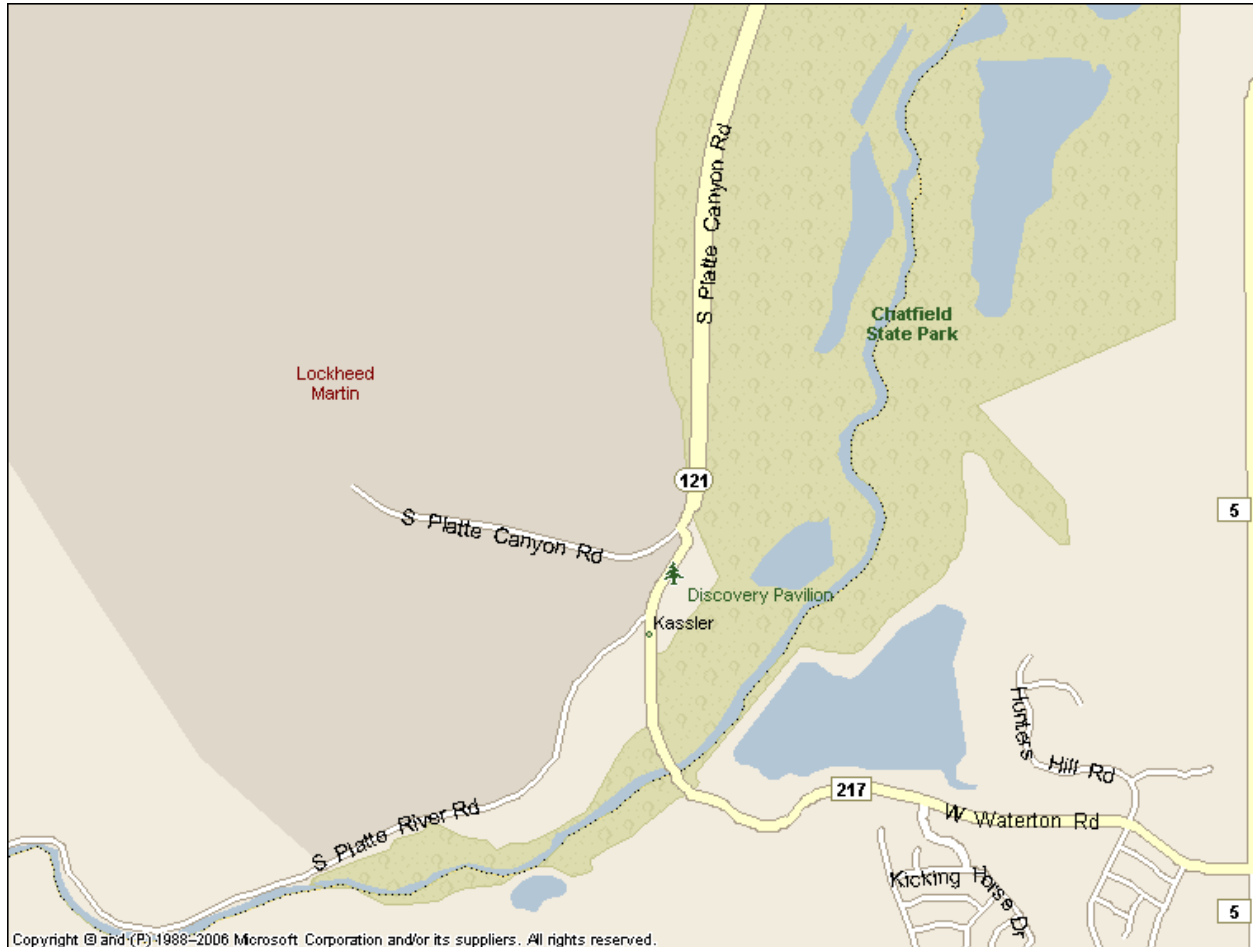 S Platte Canyon Rd
Chatfield
State Park
Lockheed
Martin
121
5
S Platte Canyon Rd
Discovery Pavilion
Kassler
Hunters Hill Rd
217
W Waterton Rd
S Platte River Rd
Kicking Horse Dr
5
Copyright © and (P) 1988–2006 Microsoft Corporation and/or its suppliers. All rights reserved.